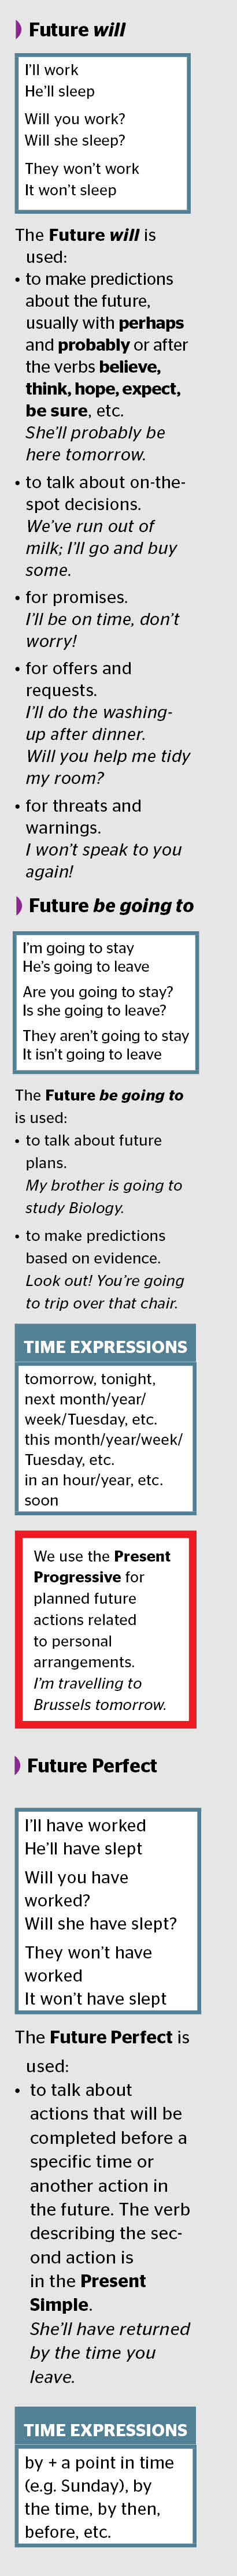 Future will
I'll work
He'll sleep
Will you work?
Will she sleep?
They won't work
It won't sleep
The Future will is
used:
• to make predictions
about the future,
usually with perhaps
and probably or after
the verbs believe,
think, hope, expect,
be sure, etc.
She'll probably be
here tomorrow.
• to talk about on-the-
spot decisions.
We've run out of
milk; I'll go and buy
some.
• for promises.
I'll be on time, don't
worry!
• for offers and
requests.
I'll do the washing-
up after dinner.
Will you help me tidy
my room?
• for threats and
warnings.
I won't speak to you
again!
Future be going to
I'm going to stay
He's going to leave
Are you going to stay?
Is she going to leave?
They aren't going to stay
It isn't going to leave
The Future be going to
is used:
• to talk about future
plans.
My brother is going to
study Biology.
• to make predictions
based on evidence.
Look out! You're going
to trip over that chair.
TIME EXPRESSIONS
tomorrow, tonight,
next month/year/
week/Tuesday, etc.
this month/year/week/
Tuesday, etc.
in an hour/year, etc.
soon
We use the Present
Progressive for
planned future
actions related
to personal
arrangements.
I'm travelling to
Brussels tomorrow.
Future Perfect
I'll have worked
He'll have slept
Will you have
worked?
Will she have slept?
They won't have
worked
It won't have slept
The Future Perfect is
used:
• to talk about
actions that will be
completed before a
specific time or
another action in
the future. The verb
describing the sec-
ond action is
in the Present
Simple.
She'll have returned
by the time you
leave.
TIME EXPRESSIONS
by + a point in time
(e.g. Sunday), by
the time, by then,
before, etc.